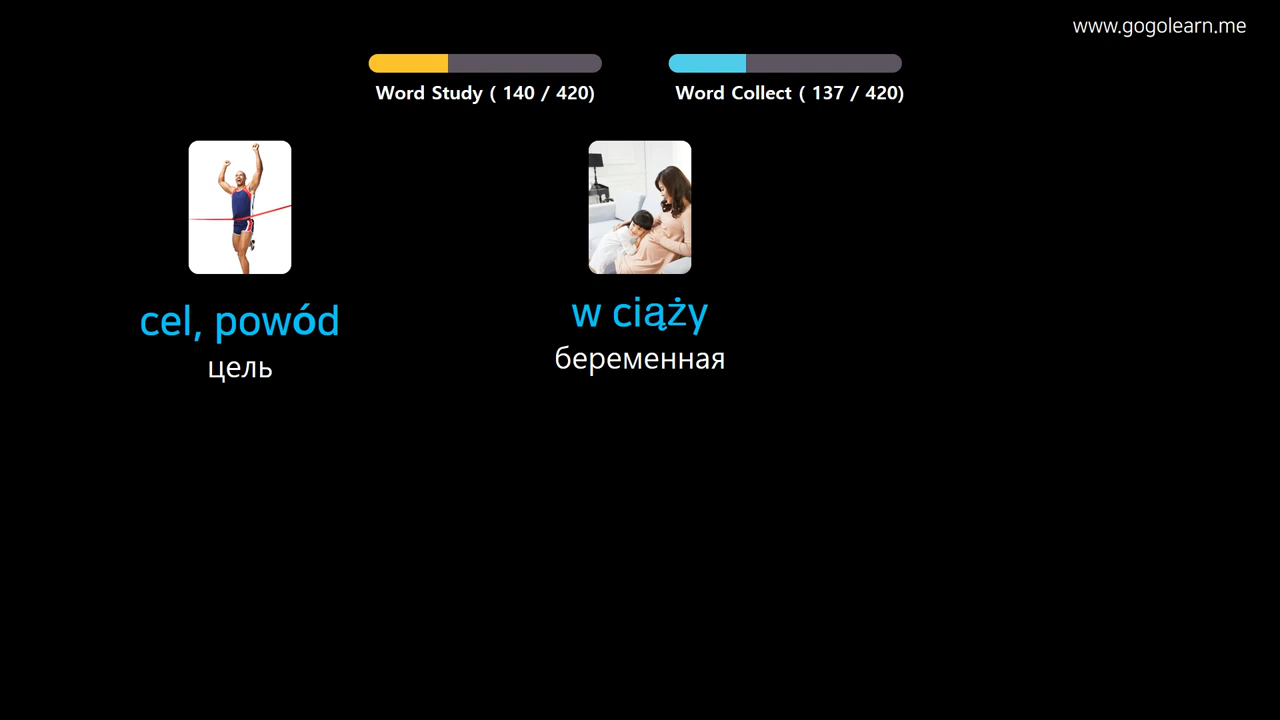 www.gogolearn.me
Word Study ( 140 / 420)
Word Collect ( 137 / 420)
cel, powód
цель
w ciąży
беременная